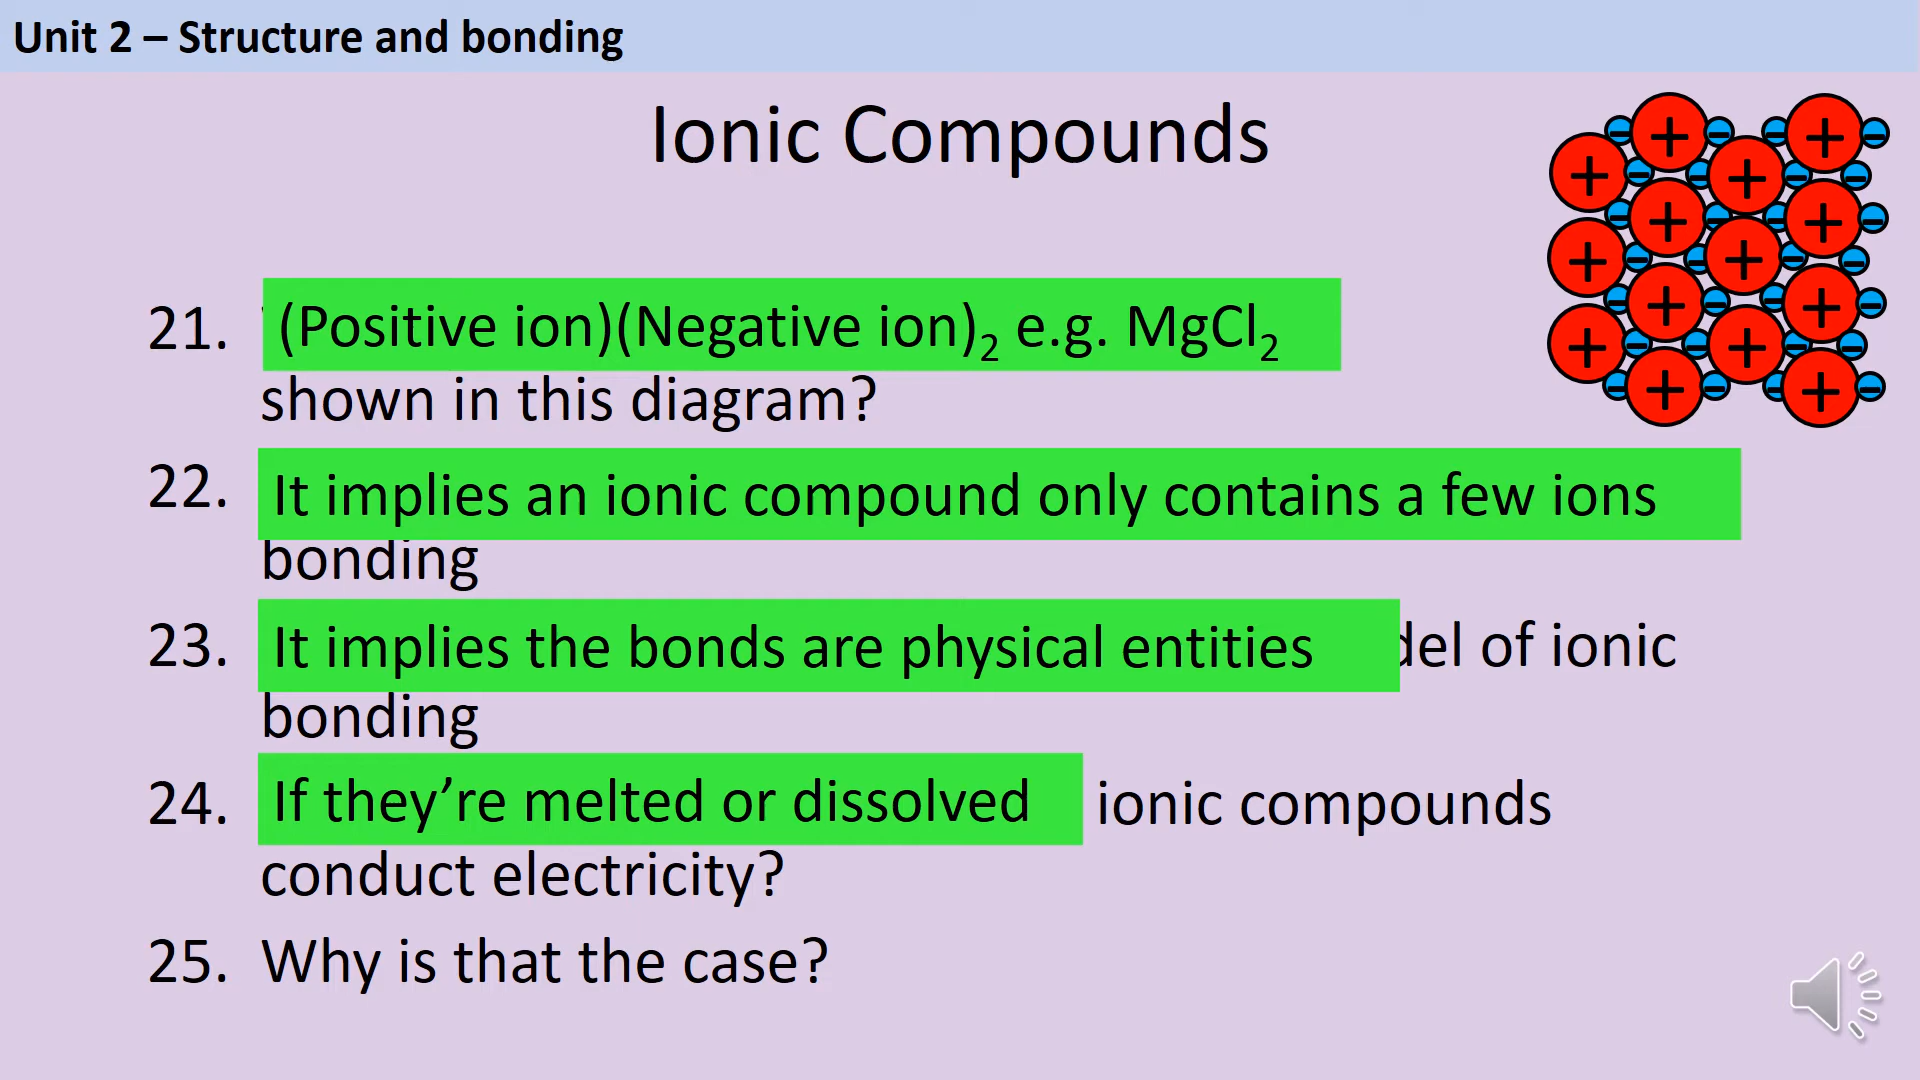 Unit 2 – Structure and bonding
Ionic Compounds
21. (Positive ion)(Negative ion)₂ e.g. MgCl₂
shown in this diagram?
22. It implies an ionic compound only contains a few ions
bonding
23. It implies the bonds are physical entities del of ionic
bonding
24. If they’re melted or dissolved ionic compounds
conduct electricity?
25. Why is that the case?